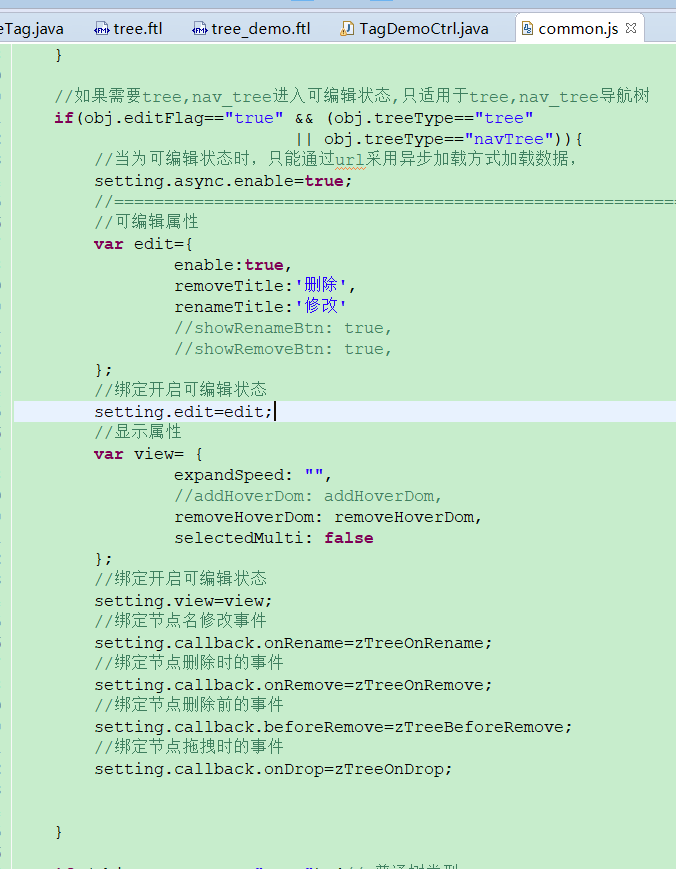 eTag.java tree.ftl tree_demo.ftl TagDemoCtrl.java common.js
}
//如果需要tree,nav_tree进入可编辑状态,只适用于tree,nav_tree导航树
if(obj.editFlag=="true" && (obj.treeType=="tree"
|| obj.treeType=="navTree")){
//当为可编辑状态时，只能通过url采用异步加载方式加载数据，
setting.async.enable=true;
//=========================================================
//可编辑属性
var edit={
enable:true,
removeTitle:'删除',
renameTitle:'修改'
//showRenameBtn: true,
//showRemoveBtn: true,
};
//绑定开启可编辑状态
setting.edit=edit;
//显示属性
var view= {
expandSpeed: "",
//addHoverDom: addHoverDom,
removeHoverDom: removeHoverDom,
selectedMulti: false
};
//绑定开启可编辑状态
setting.view=view;
//绑定节点名修改事件
setting.callback.onRename=zTreeOnRename;
//绑定节点删除时的事件
setting.callback.onRemove=zTreeOnRemove;
//绑定节点删除前的事件
setting.callback.beforeRemove=zTreeBeforeRemove;
//绑定节点拖拽时的事件
setting.callback.onDrop=zTreeOnDrop;
}